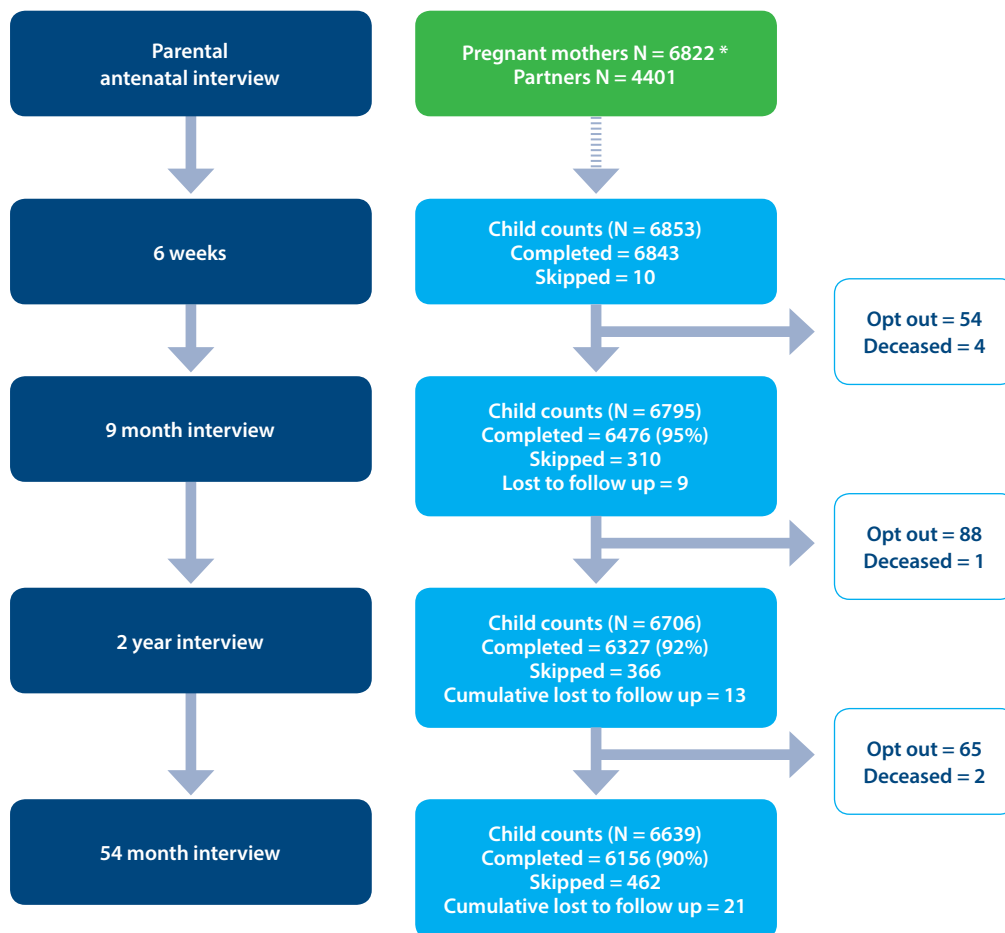 Parental
antenatal interview
Pregnant mothers N = 6822 *
Partners N = 4401
6 weeks
Child counts (N = 6853)
Completed = 6843
Skipped = 10
Opt out = 54
Deceased = 4
9 month interview
Child counts (N = 6795)
Completed = 6476 (95%)
Skipped = 310
Lost to follow up = 9
Opt out = 88
Deceased = 1
2 year interview
Child counts (N = 6706)
Completed = 6327 (92%)
Skipped = 366
Cumulative lost to follow up = 13
Opt out = 65
Deceased = 2
54 month interview
Child counts (N = 6639)
Completed = 6156 (90%)
Skipped = 462
Cumulative lost to follow up = 21